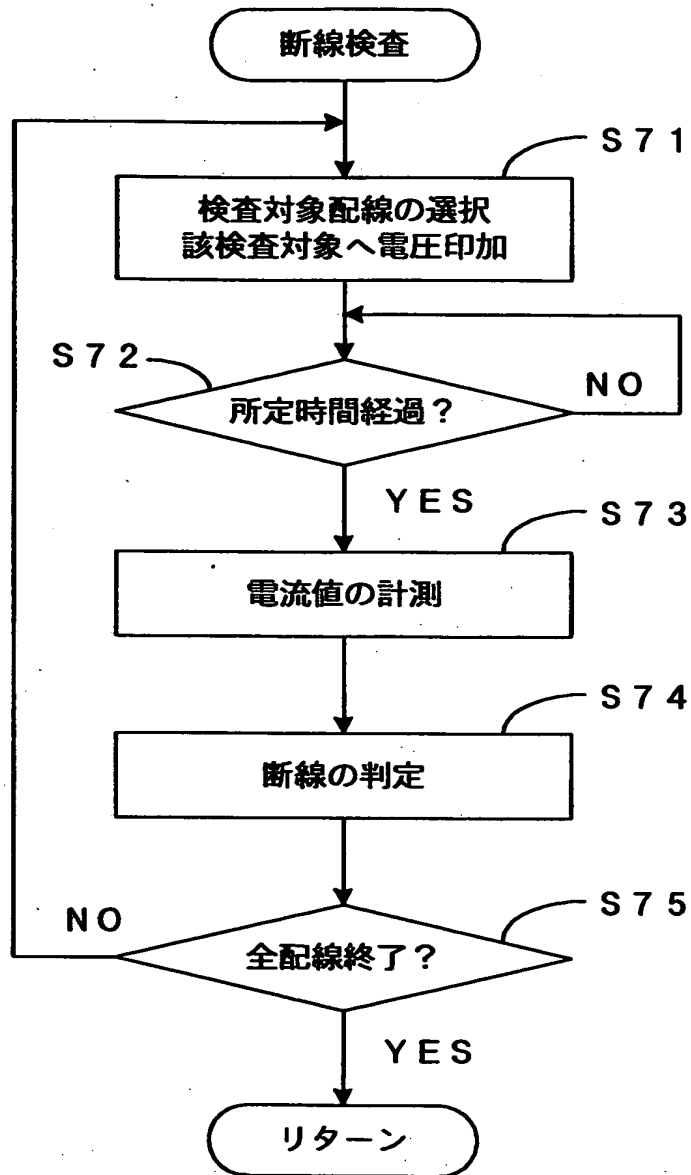 断線検査
S71
検査対象配線の選択
該検査対象へ電圧印加
S72
所定時間経過？
NO
YES
S73
電流値の計測
S74
断線の判定
S75
NO
全配線終了？
YES
リターン